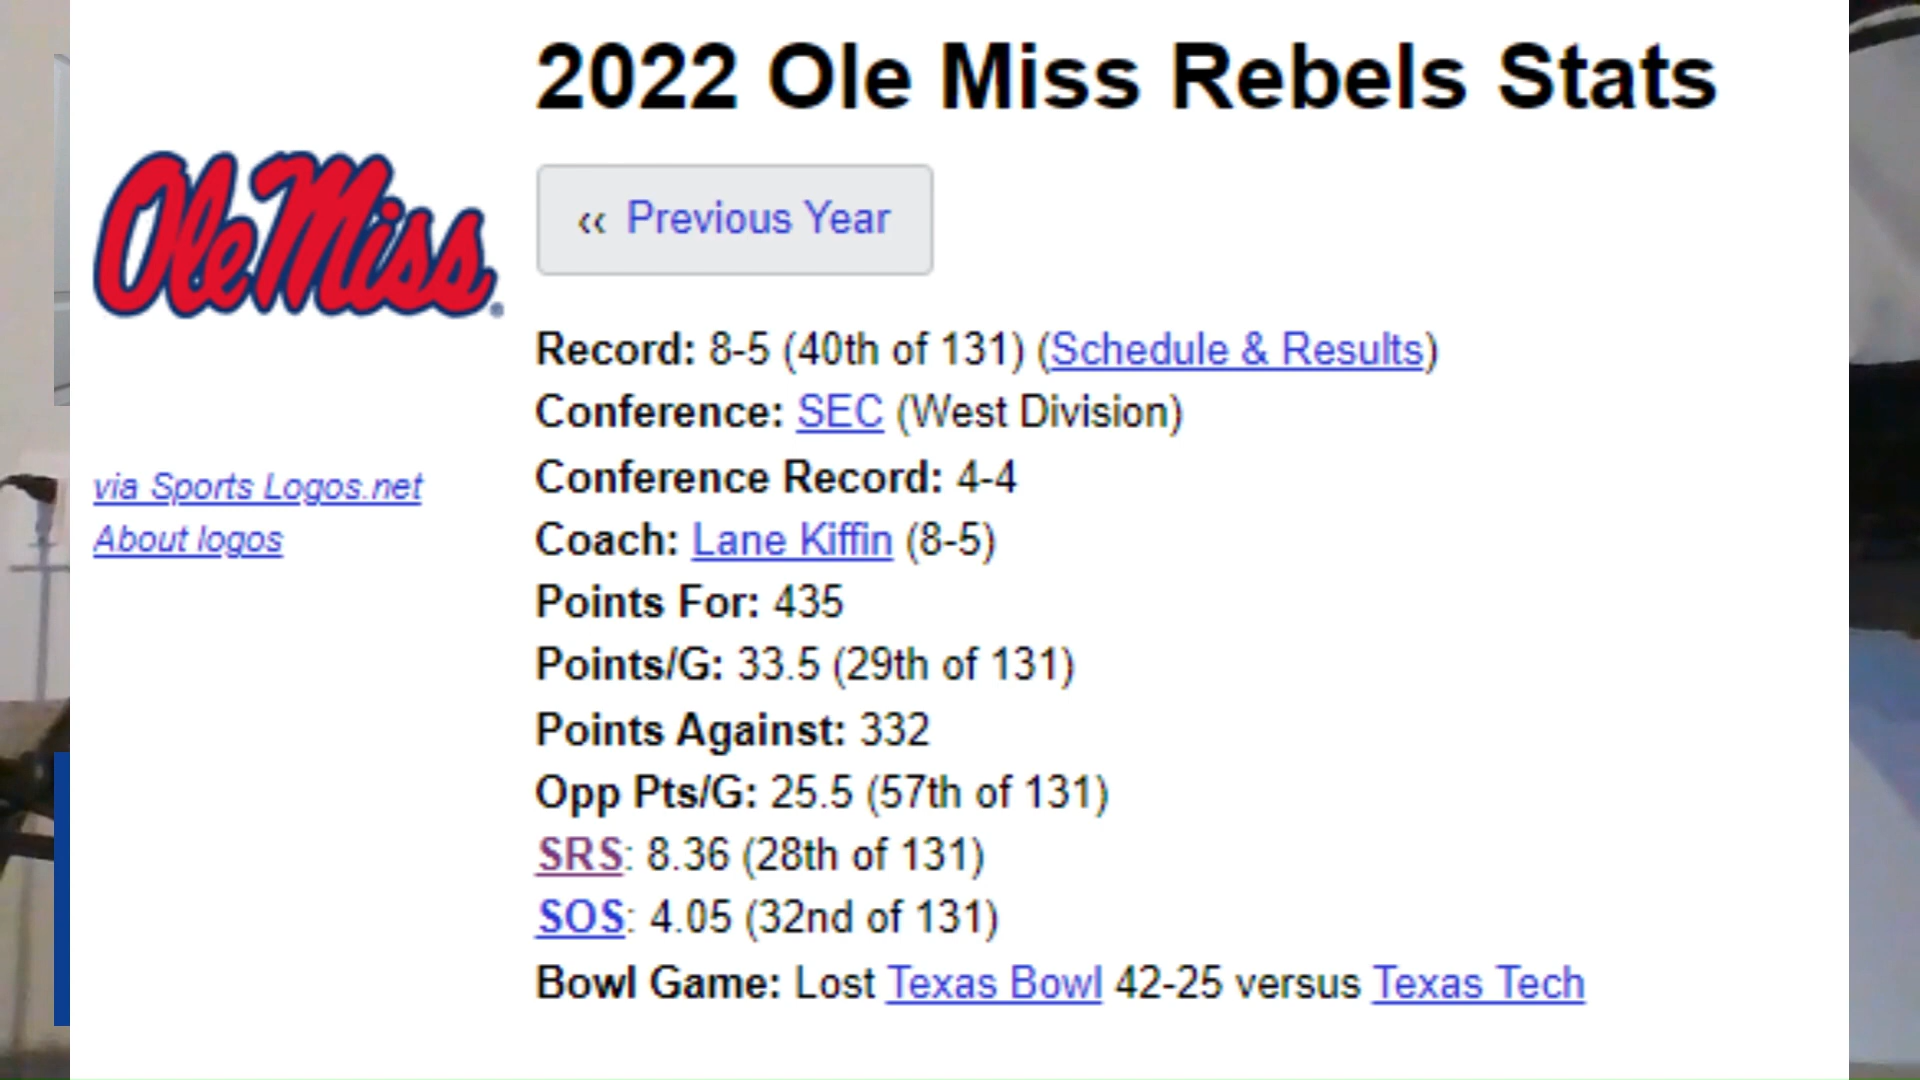 2022 Ole Miss Rebels Stats
Ole Miss
‹‹ Previous Year
Record: 8-5 (40th of 131) (Schedule & Results)
Conference: SEC (West Division)
Conference Record: 4-4
via Sports Logos.net
About logos
Coach: Lane Kiffin (8-5)
Points For: 435
Points/G: 33.5 (29th of 131)
Points Against: 332
Opp Pts/G: 25.5 (57th of 131)
SRS: 8.36 (28th of 131)
SOS: 4.05 (32nd of 131)
Bowl Game: Lost Texas Bowl 42-25 versus Texas Tech